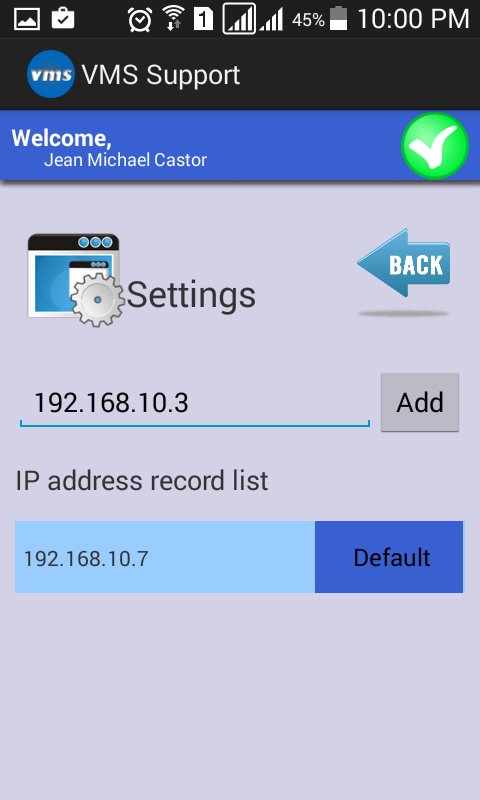 1 45% 10:00 PM
vms VMS Support
Welcome,
Jean Michael Castor
BACK
Settings
192.168.10.3 Add
IP address record list
192.168.10.7 Default